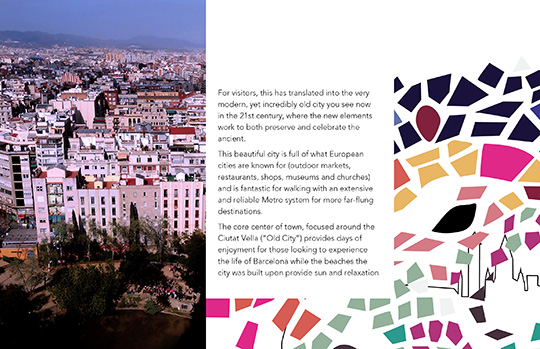 For visitors, this has translated into the very
modern, yet incredibly old city you see now
in the 21st century, where the new elements
work to both preserve and celebrate the
ancient.
This beautiful city is full of what European
cities are known for (outdoor markets,
restaurants, shops, museums and churches)
and is fantastic for walking with an extensive
and reliable Metro system for more far-flung
destinations.
The core center of town, focused around the
Ciutat Vella (“Old City”) provides days of
enjoyment for those looking to experience
the life of Barcelona while the beaches the
city was built upon provide sun and relaxation